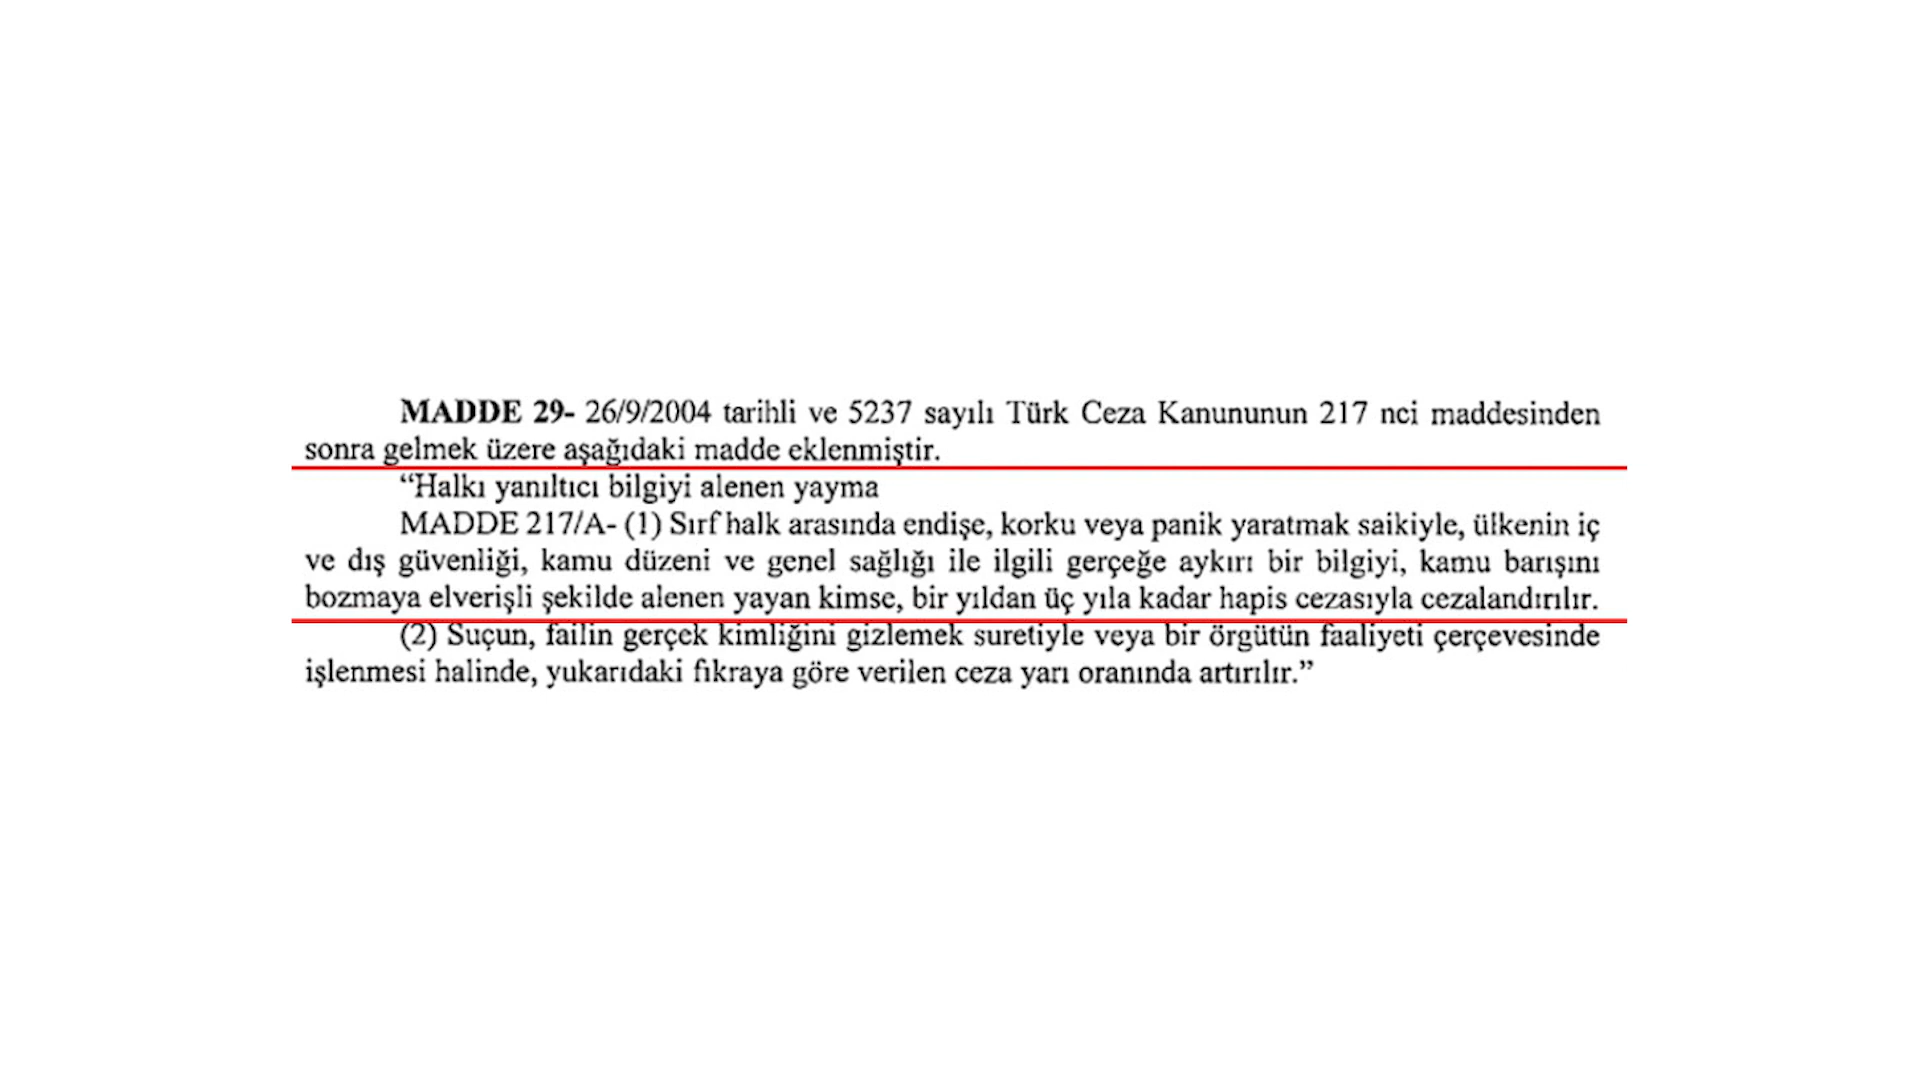 MADDE 29- 26/9/2004 tarihli ve 5237 sayılı Türk Ceza Kanununun 217 nci maddesinden
sonra gelmek üzere aşağıdaki madde eklenmiştir.
“Halkı yanıltıcı bilgiyi alenen yayma
MADDE 217/A- (1) Sırf halk arasında endişe, korku veya panik yaratmak saikiyle, ülkenin iç
ve dış güvenliği, kamu düzeni ve genel sağlığı ile ilgili gerçeğe aykırı bir bilgiyi, kamu barışını
bozmaya elverişli şekilde alenen yayan kimse, bir yıldan üç yıla kadar hapis cezasıyla cezalandırılır.
(2) Suçun, failin gerçek kimliğini gizlemek suretiyle veya bir örgütün faaliyeti çerçevesinde
işlenmesi halinde, yukarıdaki fıkraya göre verilen ceza yarı oranında artırılır.”